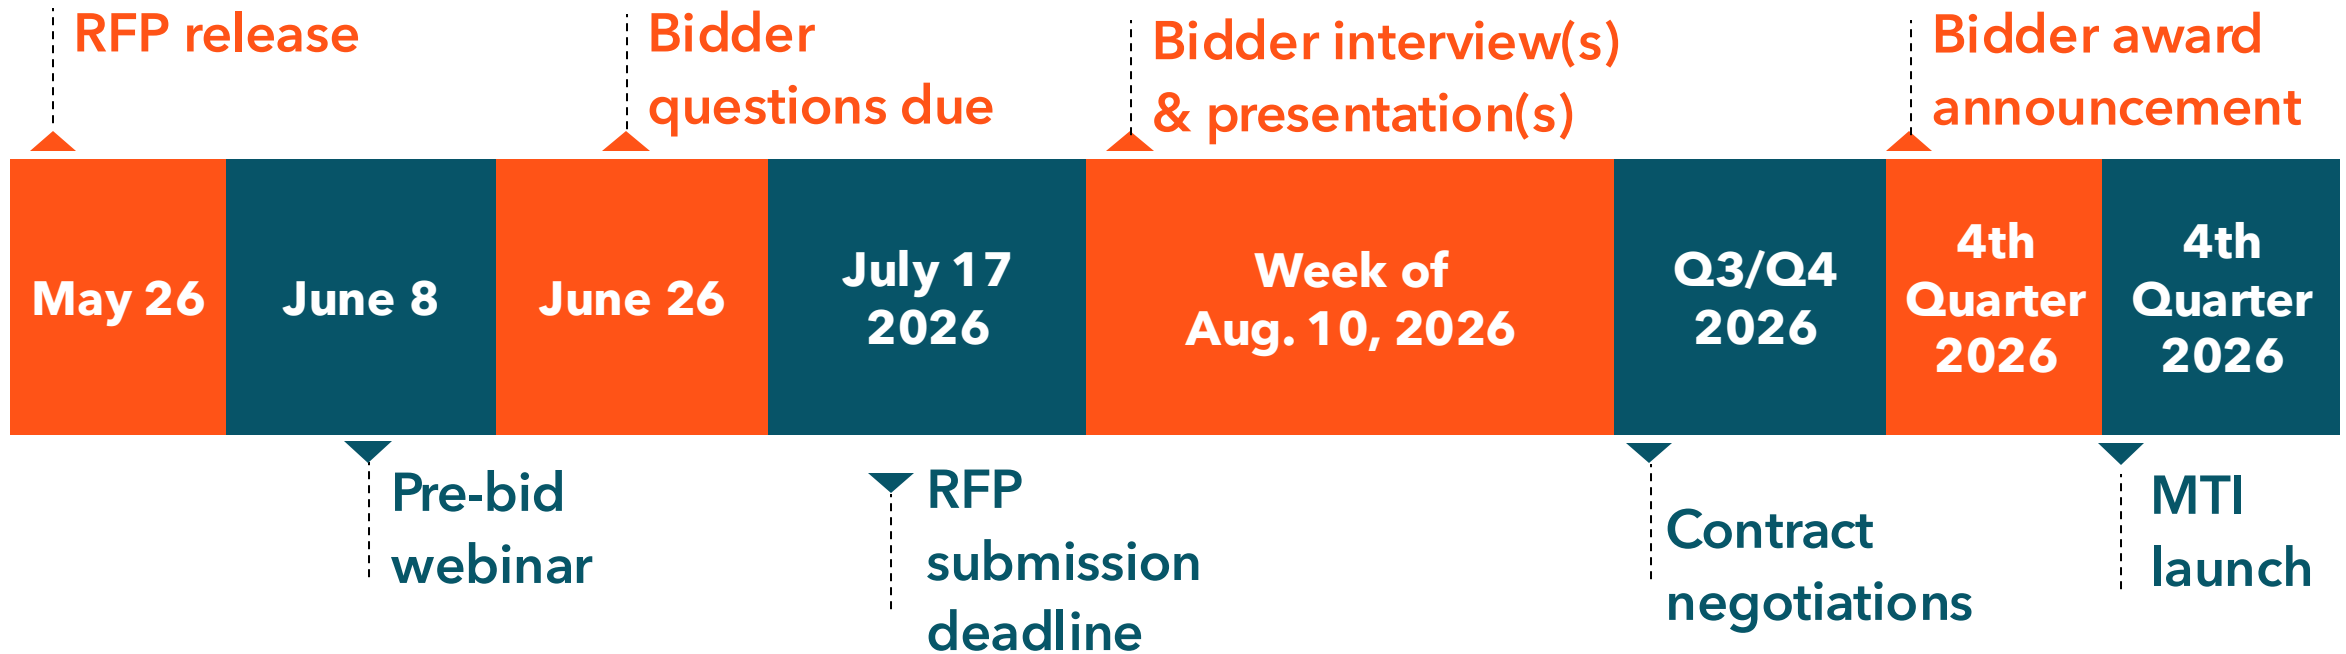 RFP release
Bidder
questions due
Bidder interview(s)
& presentation(s)
Bidder award
announcement
May 26
June 8
June 26
July 17
2026
Week of
Aug. 10, 2026
Q3/Q4
2026
4th
Quarter
2026
4th
Quarter
2026
Pre-bid
webinar
RFP
submission
deadline
Contract
negotiations
MTI
launch